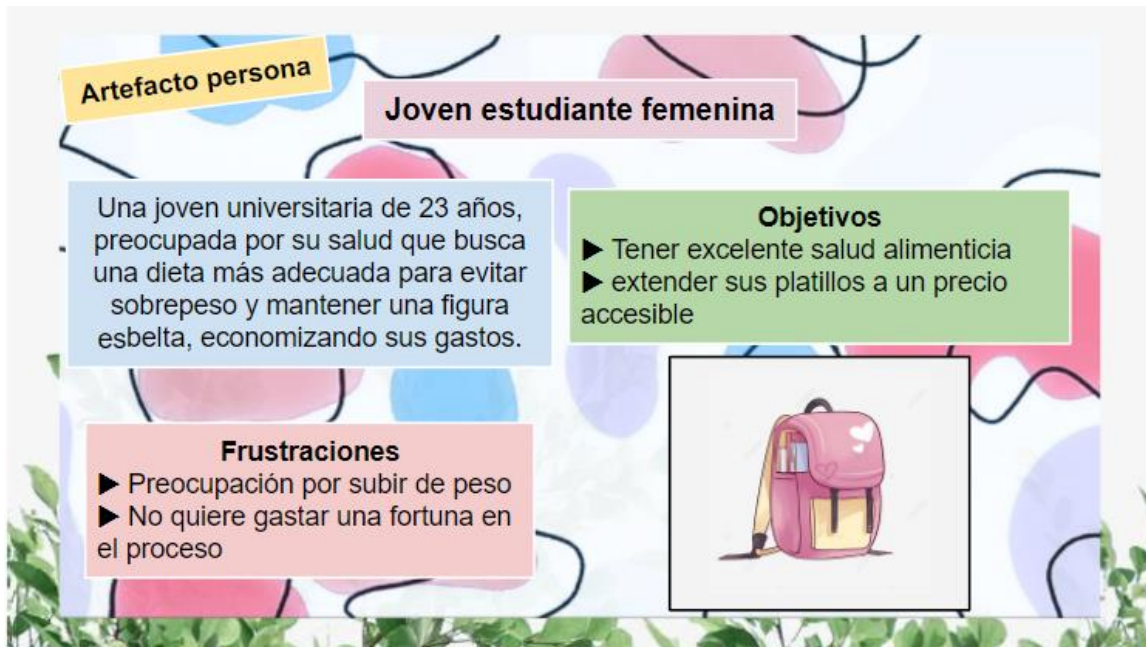 Artefacto persona
Joven estudiante femenina
Una joven universitaria de 23 años,
preocupada por su salud que busca
una dieta más adecuada para evitar
sobrepeso y mantener una figura
esbelta, economizando sus gastos.
Objetivos
▶ Tener excelente salud alimenticia
▶ extender sus platillos a un precio
accesible
Frustraciones
▶ Preocupación por subir de peso
▶ No quiere gastar una fortuna en
el proceso